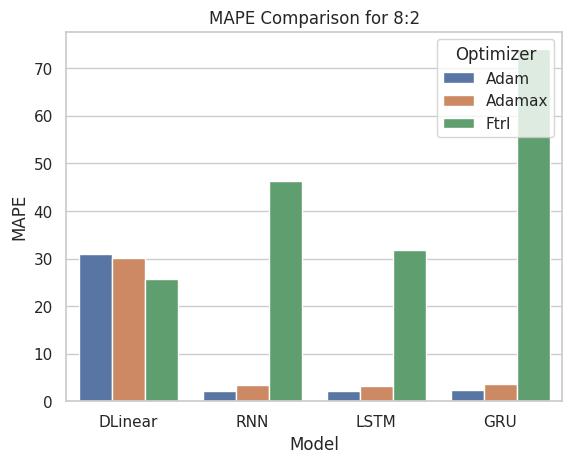 MAPE Comparison for 8:2
Optimizer
Adam
Adamax
Ftrl
MAPE
70
60
50
40
30
20
10
0
DLinear RNN LSTM GRU
Model